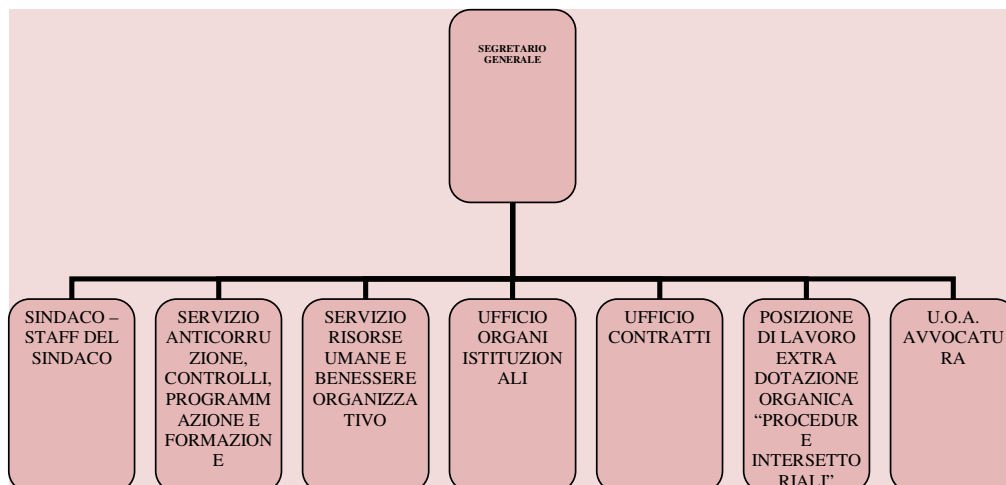 SEGRETARIO
GENERALE
SINDACO –
STAFF DEL
SINDACO
SERVIZIO
ANTICORRU
ZIONE,
CONTROLLI,
PROGRAMM
AZIONE E
FORMAZION
E
SERVIZIO
RISORSE
UMANE E
BENESSERE
ORGANIZZA
TIVO
UFFICIO
ORGANI
ISTITUZION
ALI
UFFICIO
CONTRATTI
POSIZIONE
DI LAVORO
EXTRA
DOTAZIONE
ORGANICA
“PROCEDUR
E
INTERSETTO
RIALI”
U.O.A.
AVVOCATU
RA